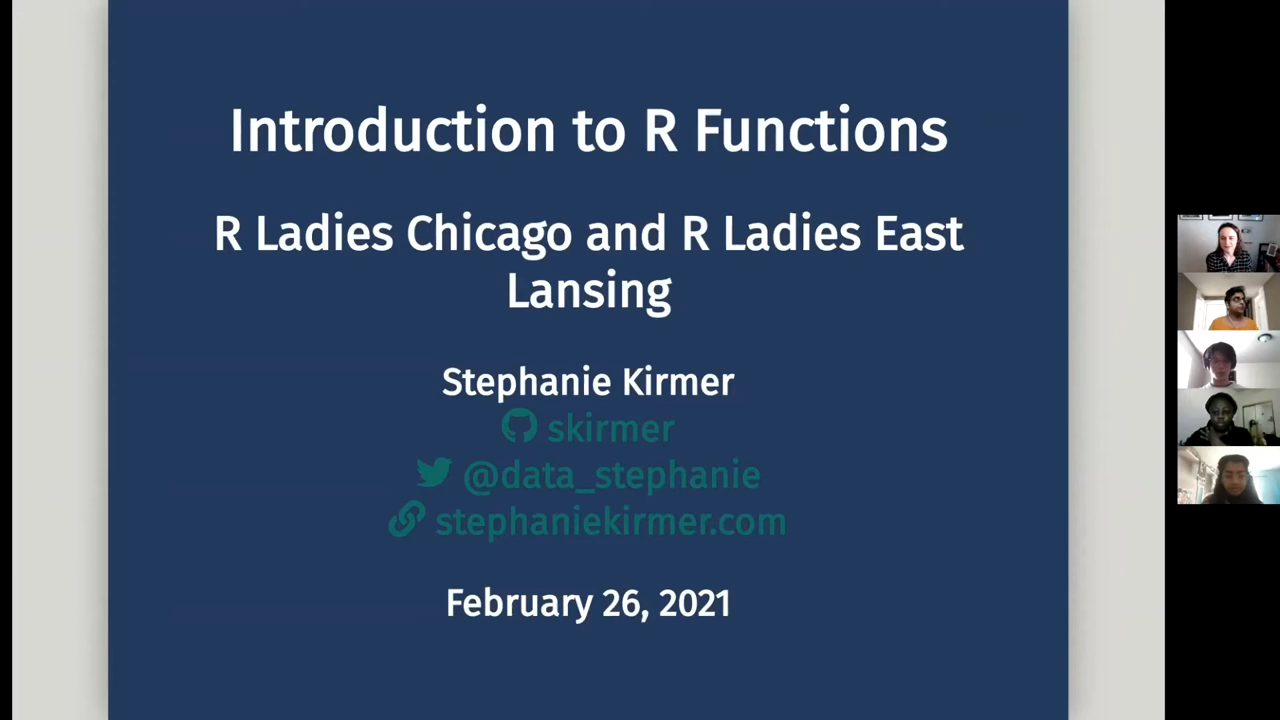 Introduction to R Functions
R Ladies Chicago and R Ladies East
Lansing
Stephanie Kirmer
skirmer
@data_stephanie
stephaniekirmer.com
February 26, 2021